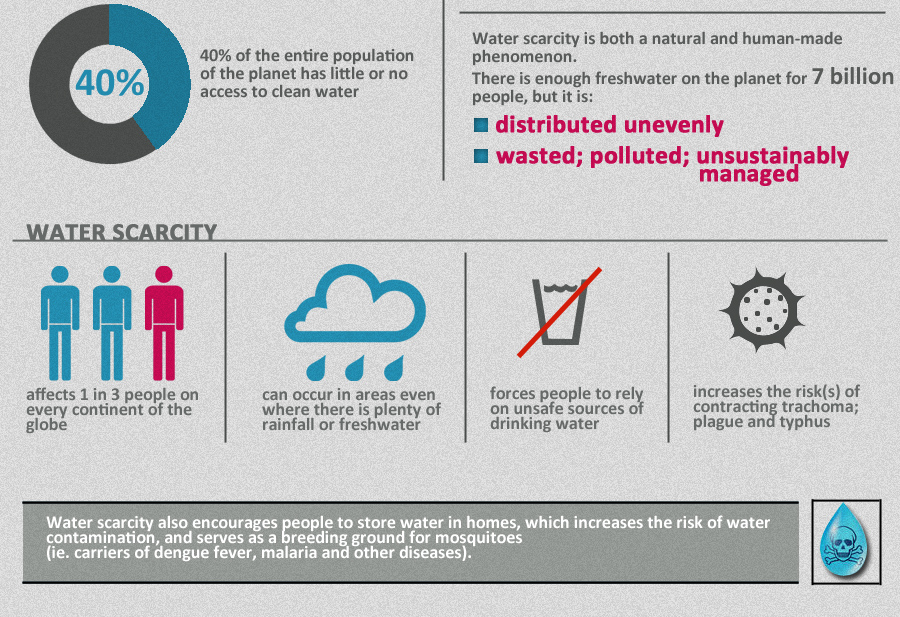 40%
40% of the entire population
of the planet has little or no
access to clean water
Water scarcity is both a natural and human-made
phenomenon.
There is enough freshwater on the planet for 7 billion
people, but it is:
distributed unevenly
wasted; polluted; unsustainably
managed
WATER SCARCITY
affects 1 in 3 people on
every continent of the
globe
can occur in areas even
where there is plenty of
rainfall or freshwater
forces people to rely
on unsafe sources of
drinking water
increases the risk(s) of
contracting trachoma;
plague and typhus
Water scarcity also encourages people to store water in homes, which increases the risk of water
contamination, and serves as a breeding ground for mosquitoes
(ie. carriers of dengue fever, malaria and other diseases).